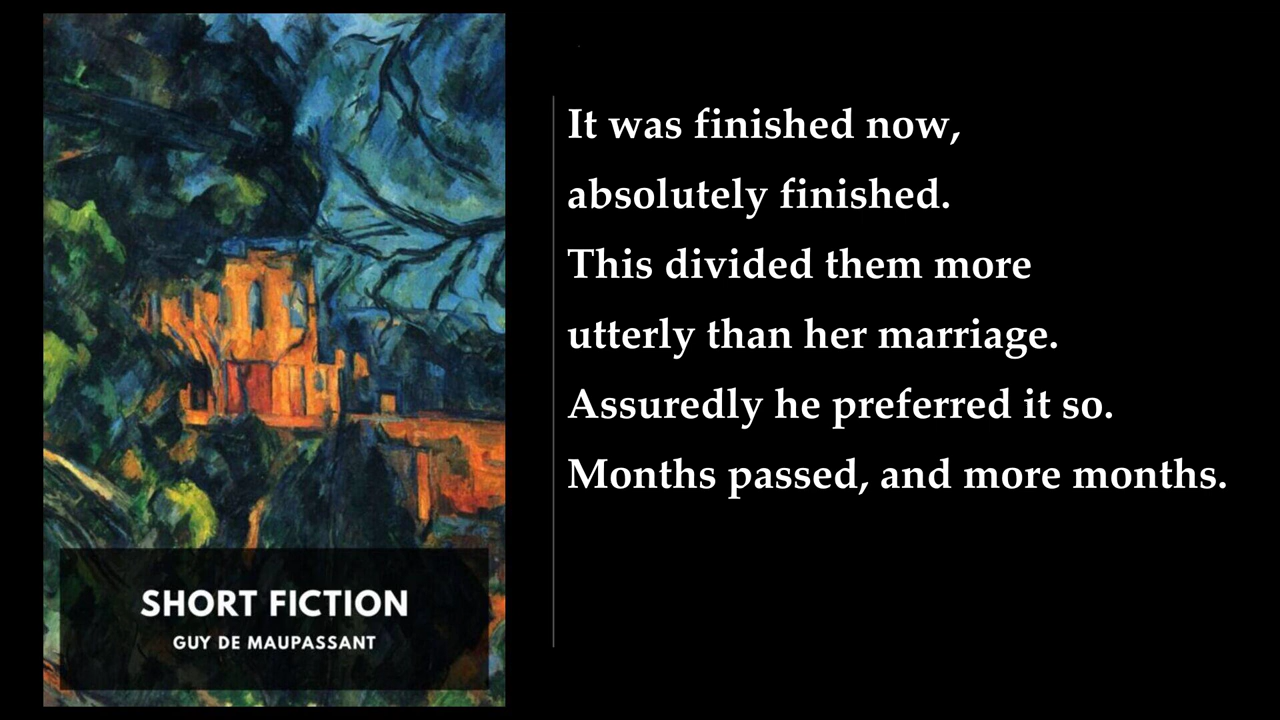 It was finished now,
absolutely finished.
This divided them more
utterly than her marriage.
Assuredly he preferred it so.
Months passed, and more months.
SHORT FICTION
GUY DE MAUPASSANT